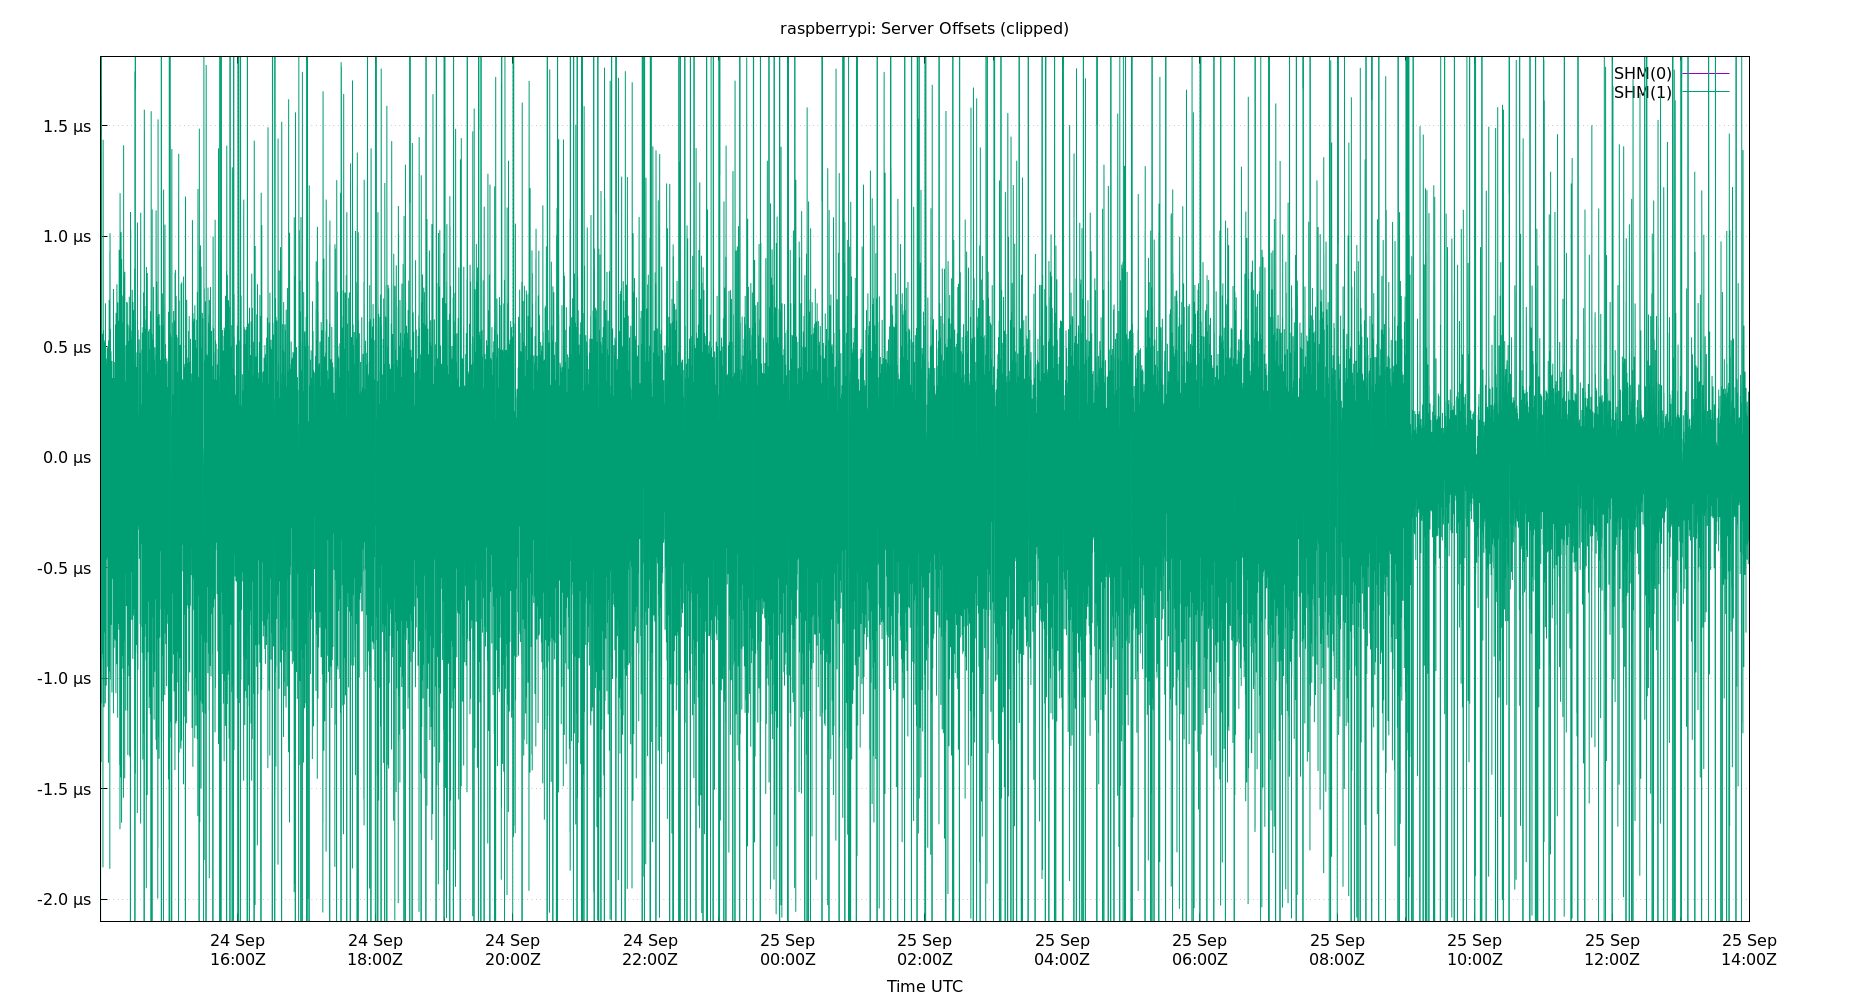 raspberrypi: Server Offsets (clipped)
SHM(0)
SHM(1)
1.5 µs
1.0 µs
0.5 µs
0.0 µs
-0.5 µs
-1.0 µs
-1.5 µs
-2.0 µs
24 Sep 24 Sep 24 Sep 24 Sep 25 Sep 25 Sep 25 Sep 25 Sep 25 Sep 25 Sep 25 Sep 25 Sep
16:00Z 18:00Z 20:00Z 22:00Z 00:00Z 02:00Z 04:00Z 06:00Z 08:00Z 10:00Z 12:00Z 14:00Z
Time UTC